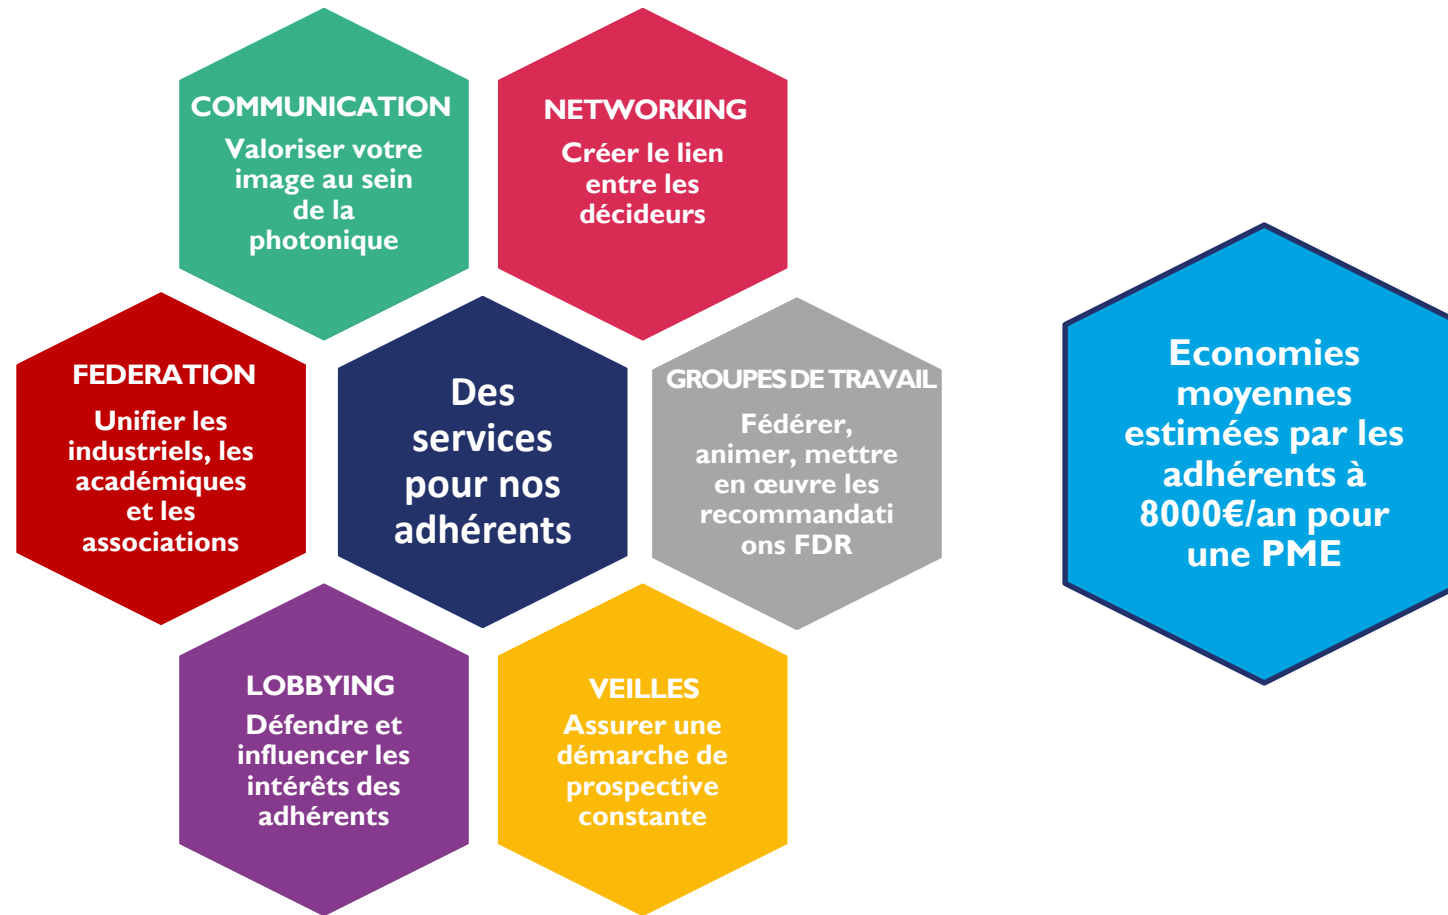 COMMUNICATION
Valoriser votre
image au sein
de la
photonique
NETWORKING
Créer le lien
entre les
décideurs
FEDERATION
Unifier les
industriels, les
académiques
et les
associations
Des
services
pour nos
adhérents
GROUPES DE TRAVAIL
Fédérer,
animer, mettre
en œuvre les
recommandati
ons FDR
LOBBYING
Défendre et
influencer les
intérêts des
adhérents
VEILLES
Assurer une
démarche de
prospective
constante
Economies
moyennes
estimées par les
adhérents à
8000€/an pour
une PME